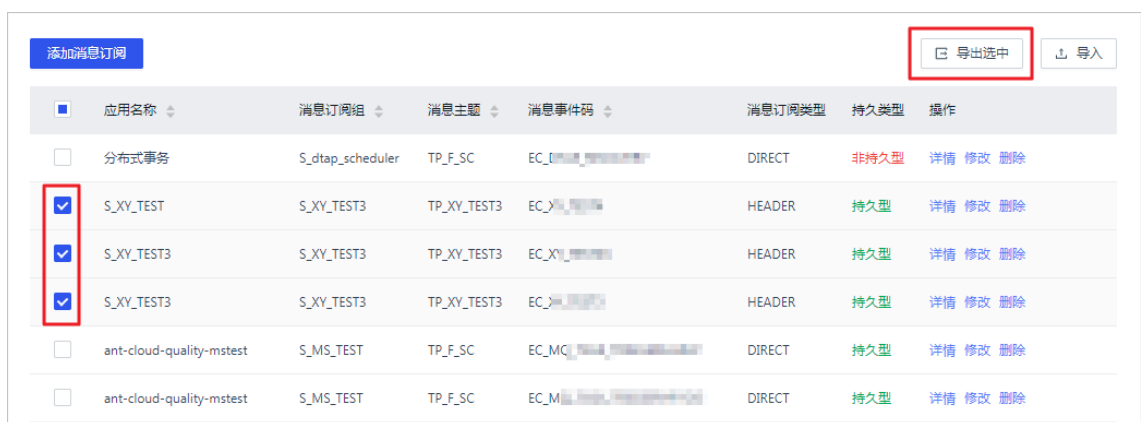 添加消息订阅 导出选中 导入
应用名称 消息订阅组 消息主题 消息事件码 消息订阅类型 持久类型 操作
分布式事务 S_dtap_scheduler TP_F_SC DIRECT 非持久型 详情 修改 删除
S_XY_TEST S_XY_TEST3 TP_XY_TEST3 HEADER 持久型 详情 修改 删除
S_XY_TEST3 S_XY_TEST3 TP_XY_TEST3 HEADER 持久型 详情 修改 删除
S_XY_TEST3 S_XY_TEST3 TP_XY_TEST3 HEADER 持久型 详情 修改 删除
ant-cloud-quality-mstest S_MS_TEST TP_F_SC DIRECT 持久型 详情 修改 删除
ant-cloud-quality-mstest S_MS_TEST TP_F_SC DIRECT 持久型 详情 修改 删除